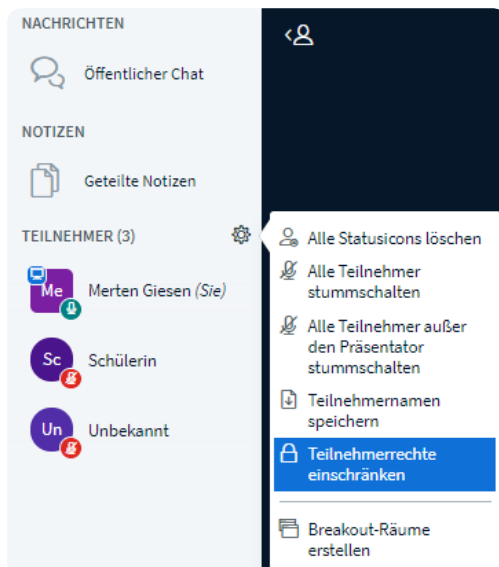 NACHRICHTEN
Öffentlicher Chat
NOTIZEN
Geteilte Notizen
TEILNEHMER (3)
Me
Merten Giesen (Sie)
Sc
Schülerin
Un
Unbekannt
Alle Statusicons löschen
Alle Teilnehmer
stummschalten
Alle Teilnehmer außer
den Präsentator
stummschalten
Teilnehmernamen
speichern
Teilnehmerrechte
einschränken
Breakout-Räume
erstellen